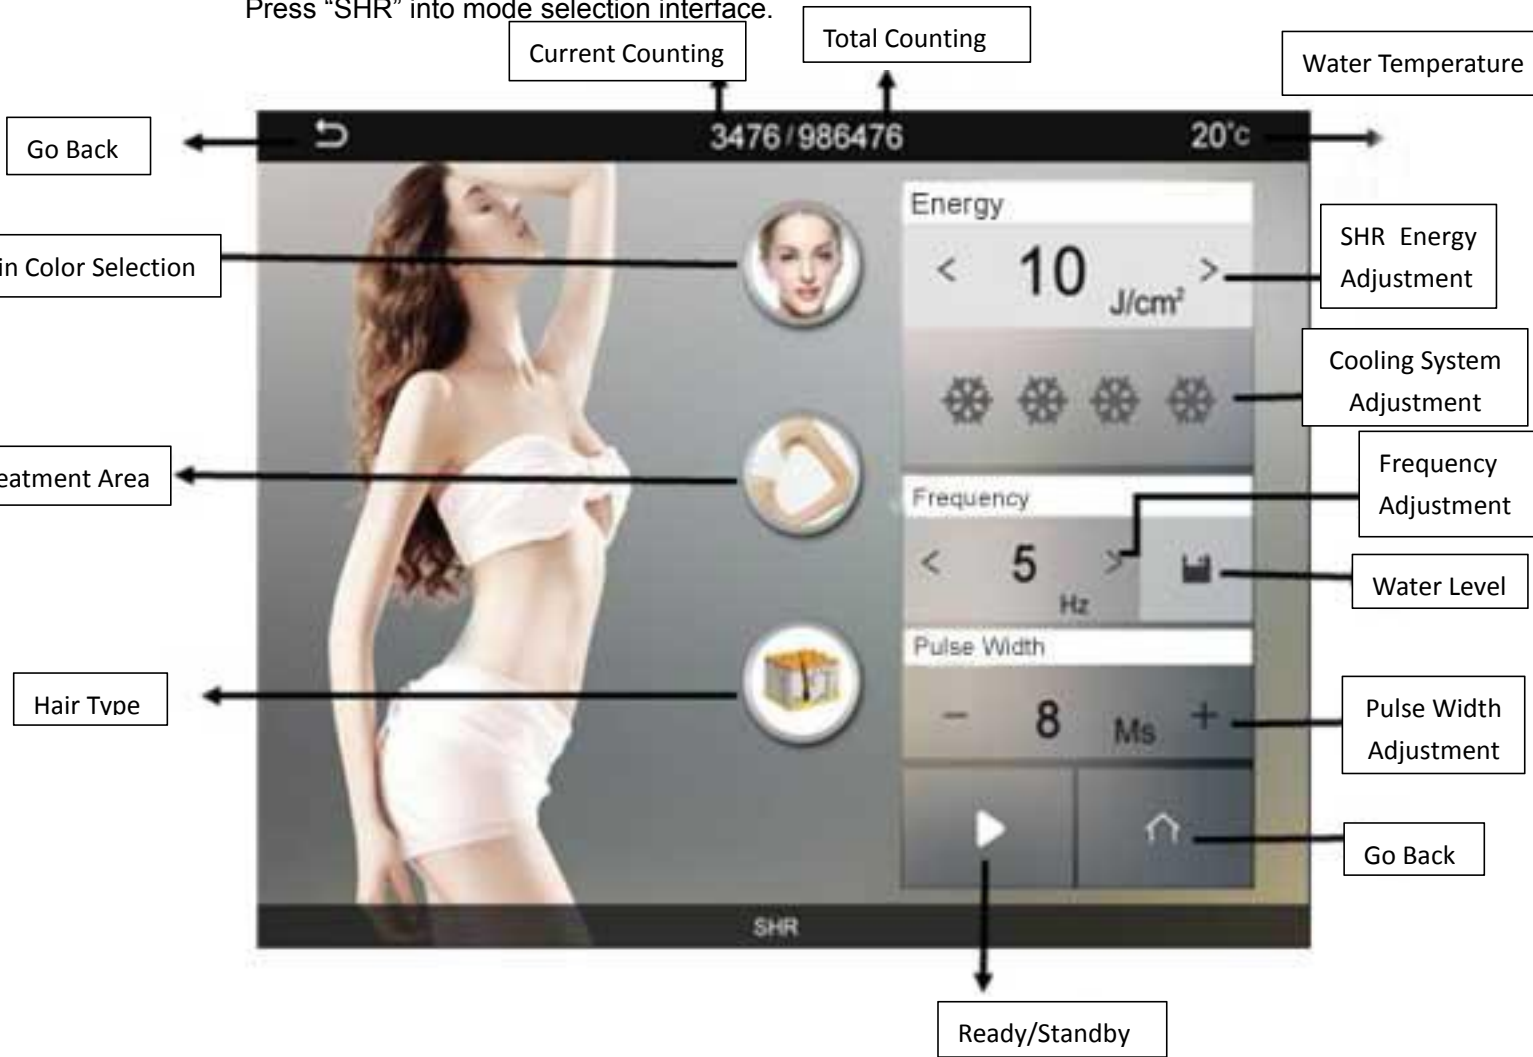 Press “SHR” into mode selection interface.
Current Counting
Total Counting
Water Temperature
Go Back
3476/986476
20°c
Energy
10
J/cm²
SHR Energy
Adjustment
in Color Selection
Cooling System
Adjustment
eatment Area
Frequency
5
Hz
Frequency
Adjustment
Water Level
Pulse Width
8
Ms
Hair Type
Pulse Width
Adjustment
Go Back
SHR
Ready/Standby